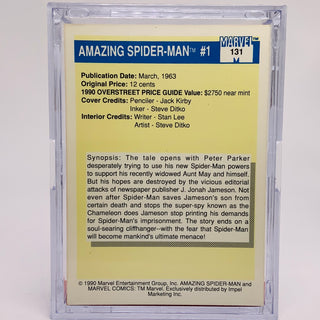 AMAZING SPIDER-MAN™ #1
MARVEL
131
Publication Date: March, 1963
Original Price: 12 cents
1990 OVERSTREET PRICE GUIDE Value: $2750 near mint
Cover Credits: Penciler - Jack Kirby
Inker - Steve Ditko
Interior Credits: Writer - Stan Lee
Artist - Steve Ditko
Synopsis: The tale opens with Peter Parker
desperately trying to use his new Spider-Man powers
to support his recently widowed Aunt May and himself.
But his hopes are destroyed by the vicious editorial
attacks of newspaper publisher J. Jonah Jameson. Not
even after Spider-Man saves Jameson's son from
certain death and stops the super-spy known as the
Chameleon does Jameson stop printing his demands
for Spider-Man's imprisonment. The story ends on a
soul-searing cliffhanger--with the fear that Spider-Man
will become mankind's ultimate menace!
© 1990 Marvel Entertainment Group, Inc. AMAZING SPIDER-MAN and
MARVEL COMICS: TM Marvel. Exclusively distributed by Impel
Marketing Inc.